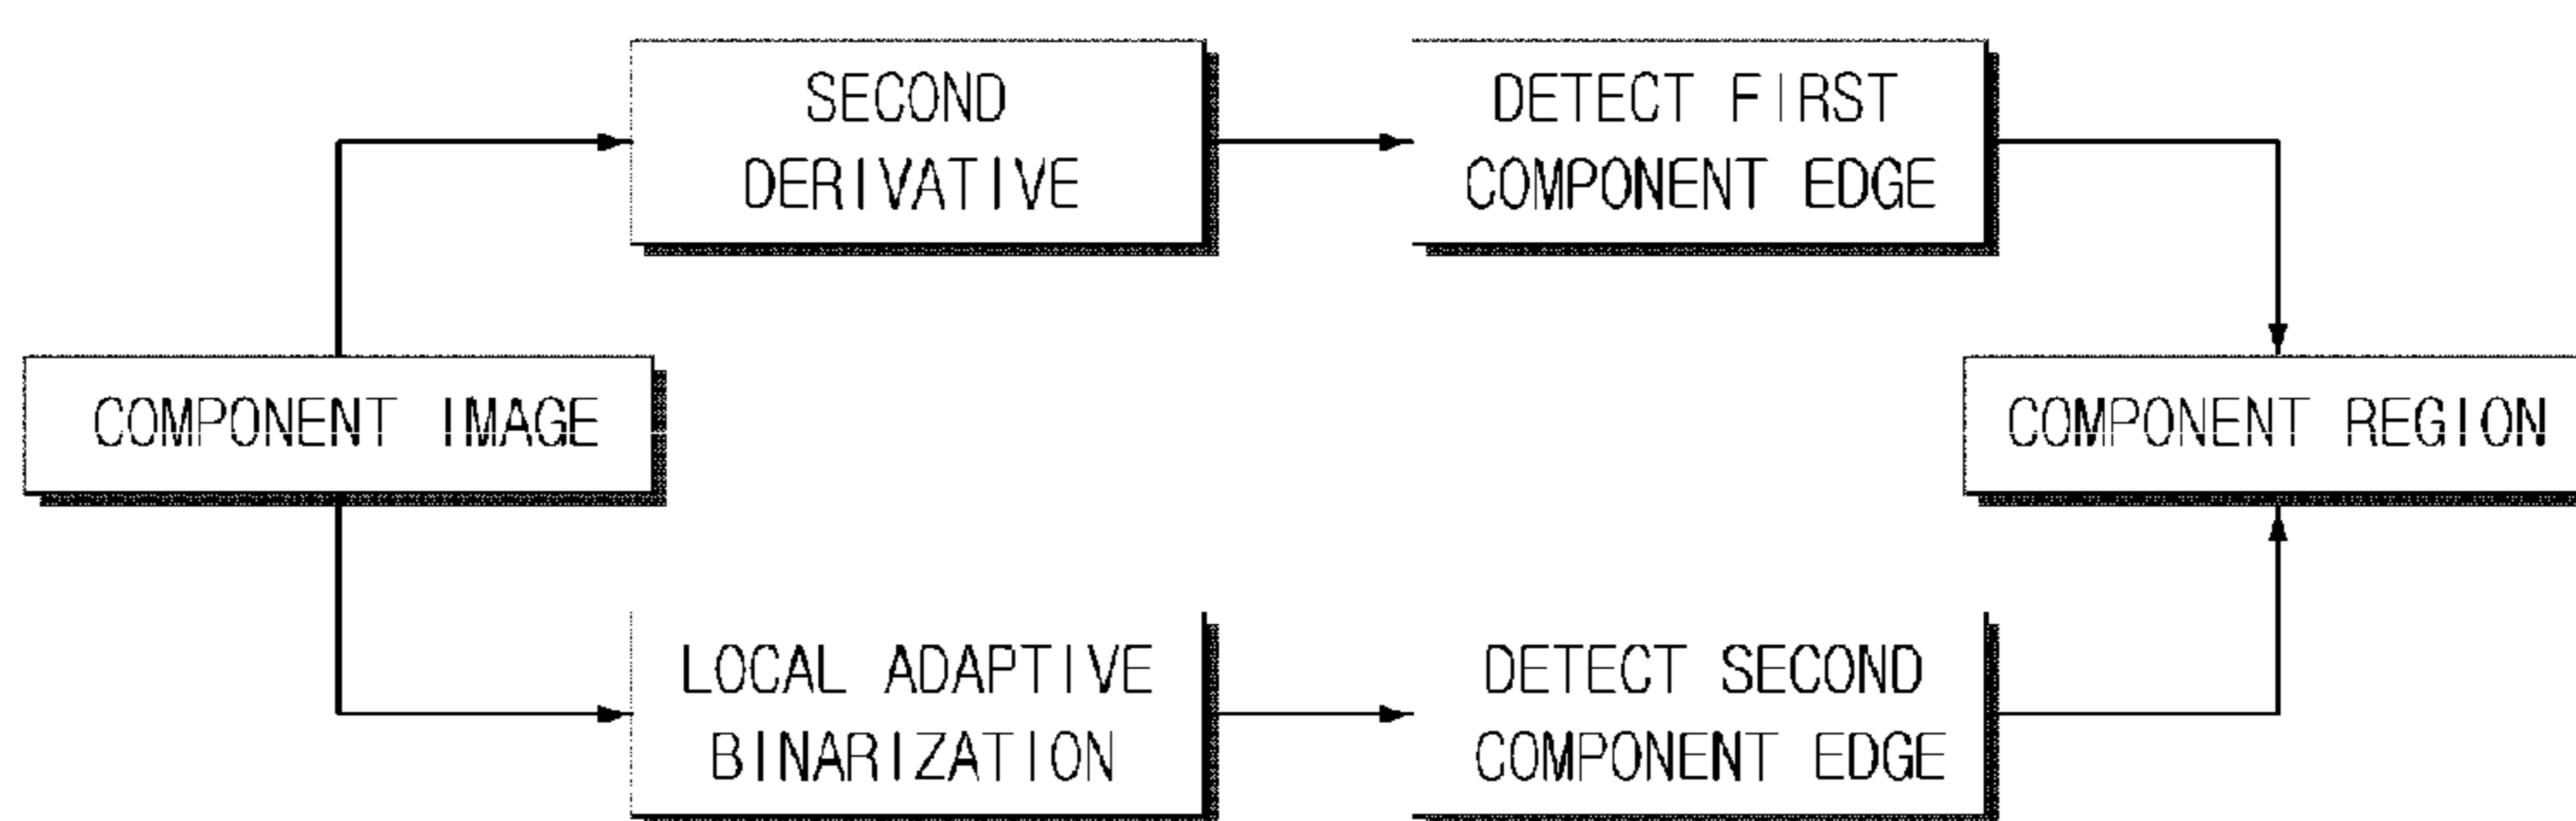 SECOND
DERIVATIVE
DETECT FIRST
COMPONENT EDGE
COMPONENT IMAGE
COMPONENT REGION
LOCAL ADAPTIVE
BINARIZATION
DETECT SECOND
COMPONENT EDGE